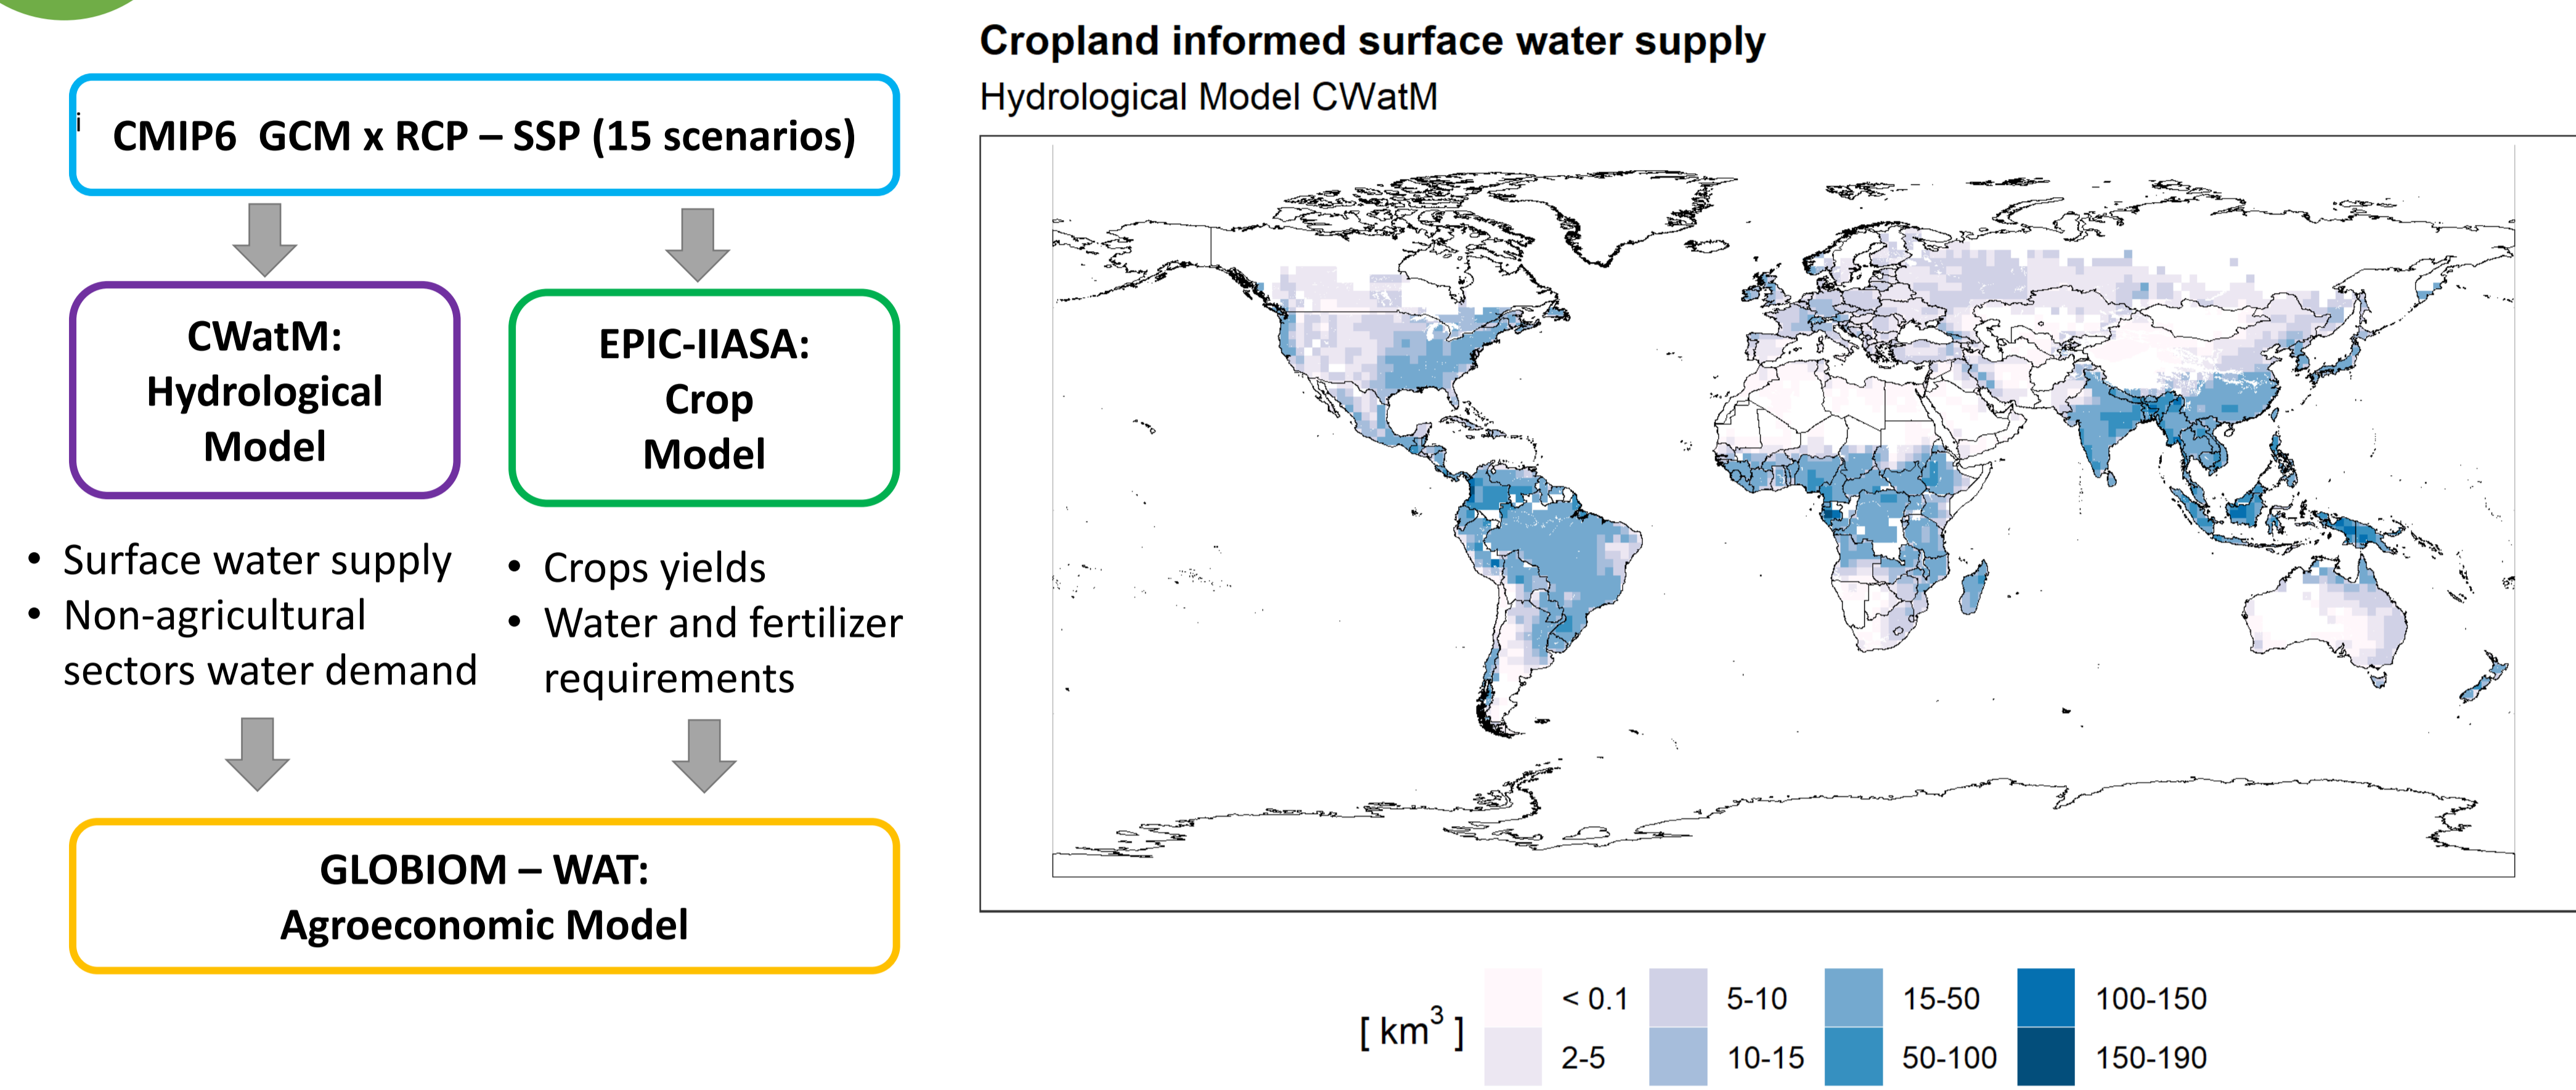 i
CMIP6  GCM x RCP – SSP (15 scenarios)
CWatM:
Hydrological
Model
EPIC-IIASA:
Crop
Model
• Surface water supply
• Non-agricultural
sectors water demand
• Crops yields
• Water and fertilizer
requirements
GLOBIOM – WAT:
Agroeconomic Model
Cropland informed surface water supply
Hydrological Model CWatM
[ km³ ]
< 0.1
2-5
5-10
10-15
15-50
50-100
100-150
150-190